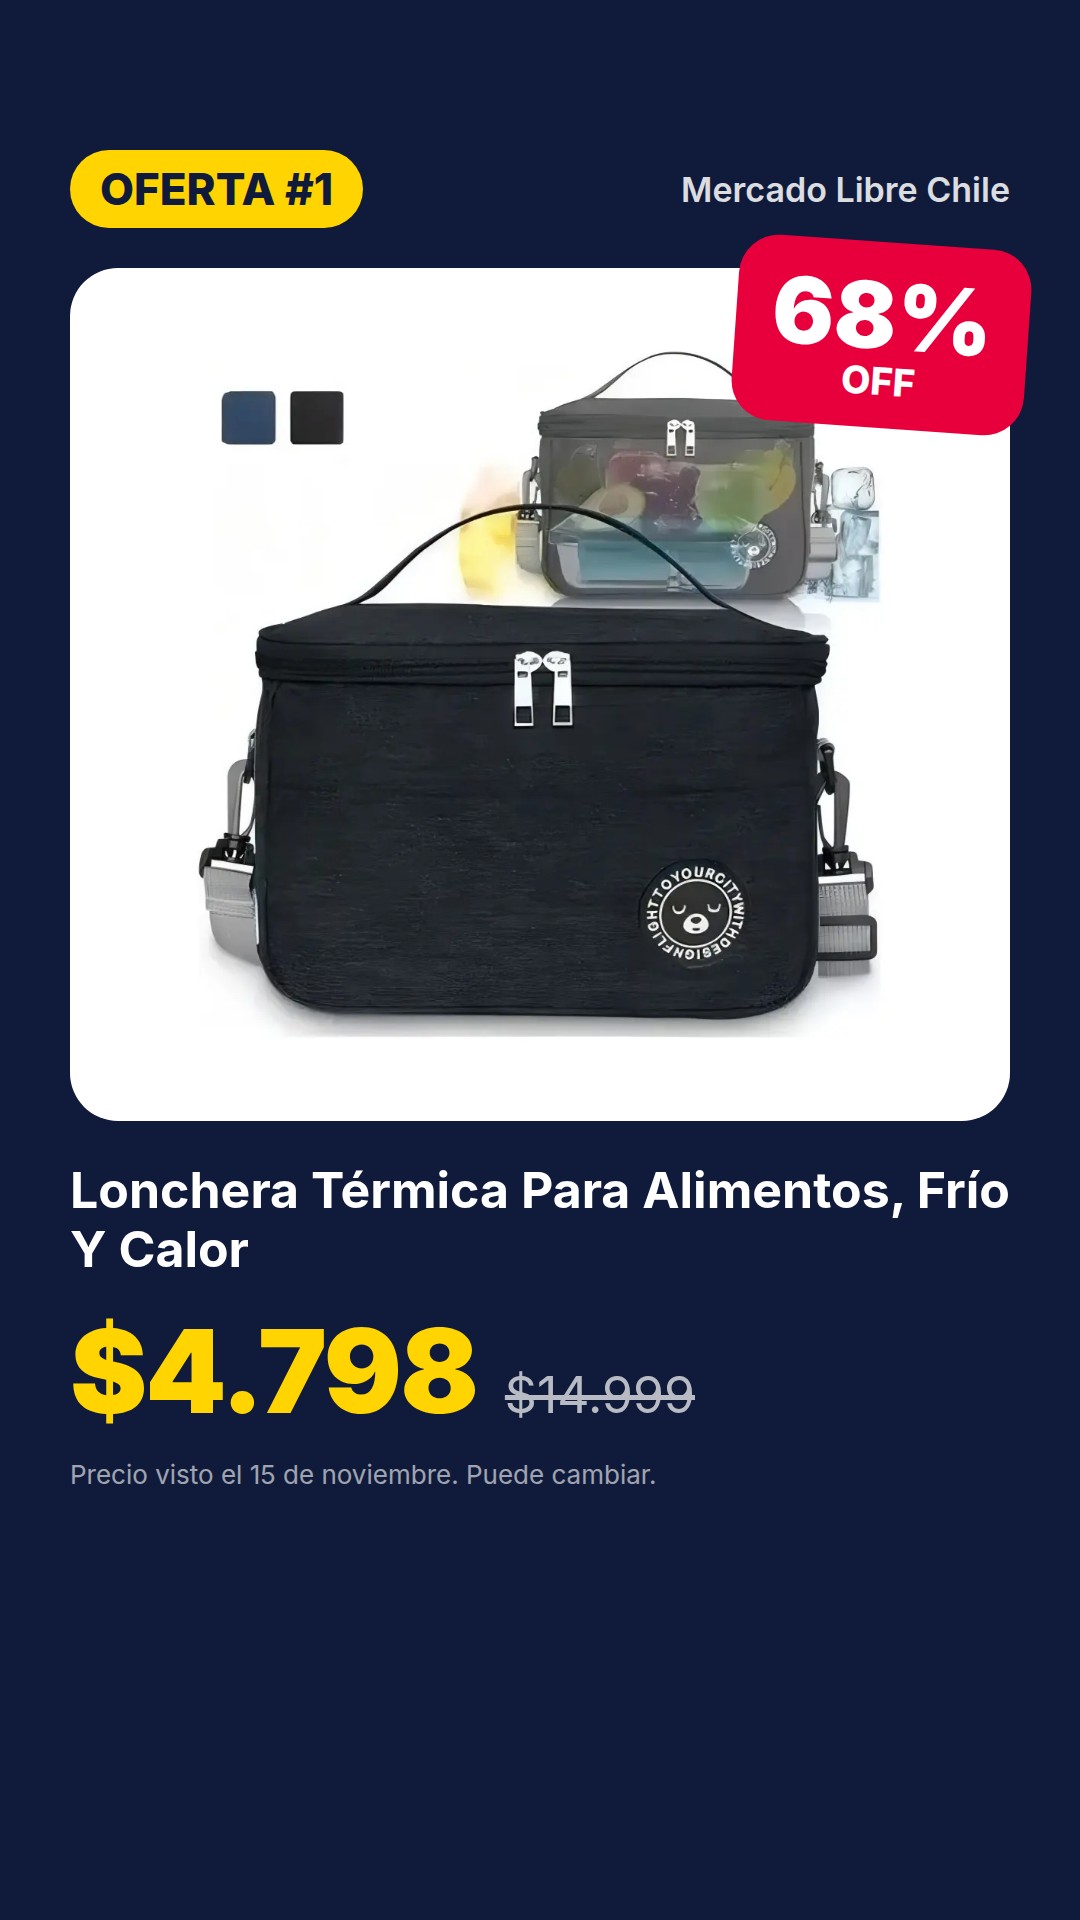 OFERTA #1
Mercado Libre Chile
68%
OFF
FLIGHTTOYOURCITYWITHDESIGN
Lonchera Térmica Para Alimentos, Frío
Y Calor
$4.798 $14.999
Precio visto el 15 de noviembre. Puede cambiar.